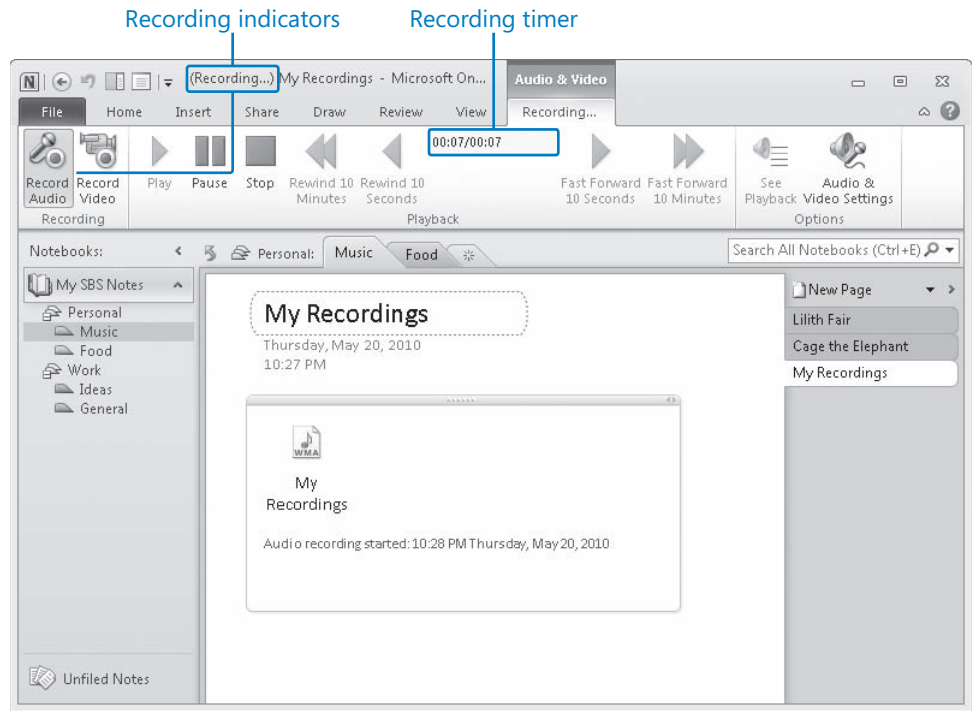 Recording indicators Recording timer
(Recording...) My Recordings - Microsoft On... Audio & Video
File Home Insert Share Draw Review View Recording...
00:07/00:07
Record Record Play Pause Stop Rewind 10 Rewind 10 Fast Forward Fast Forward See Audio &
Audio Video Minutes Seconds 10 Seconds 10 Minutes Playback Video Settings
Recording Playback Options
Notebooks: Personal: Music Food Search All Notebooks (Ctrl+E)
My SBS Notes
Personal
Music
Food
Work
Ideas
General
Unfiled Notes
My Recordings
Thursday, May 20, 2010
10:27 PM
WMA
My
Recordings
Audio recording started: 10:28 PM Thursday, May 20, 2010
New Page
Lilith Fair
Cage the Elephant
My Recordings